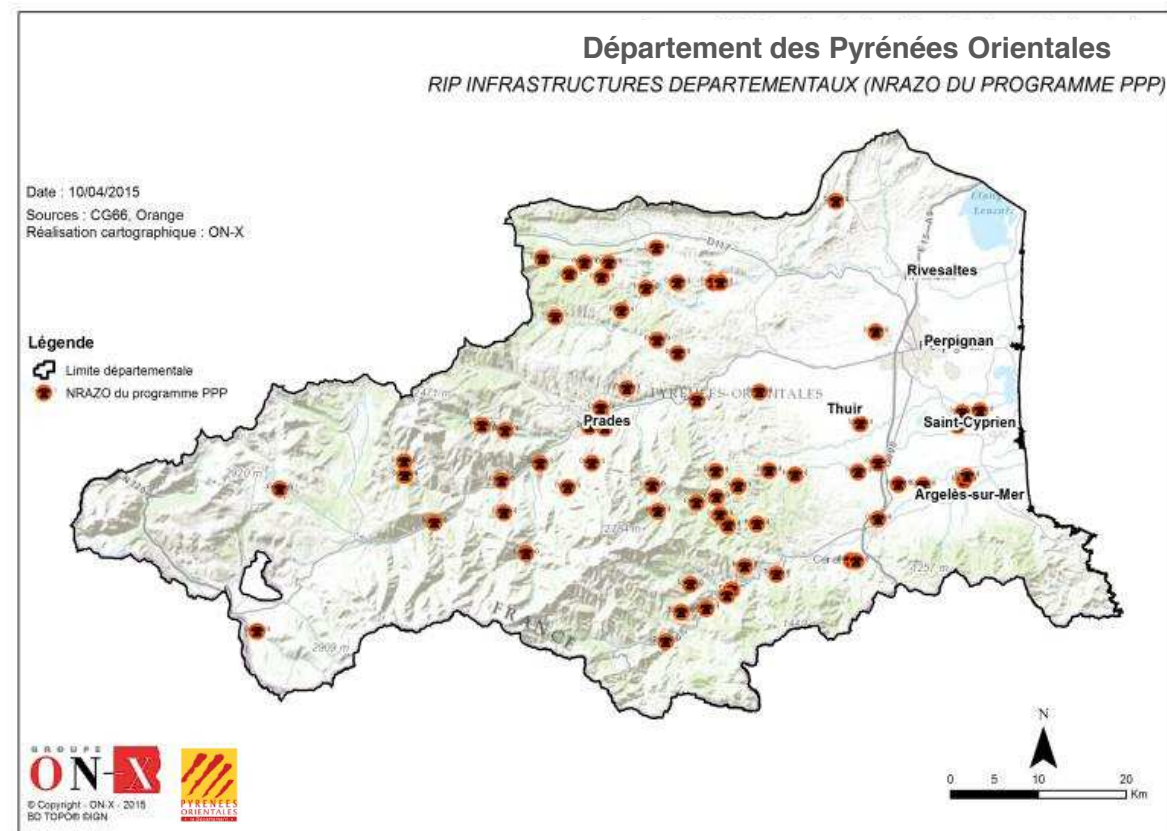 Département des Pyrénées Orientales
RIP INFRASTRUCTURES DEPARTEMENTAUX (NRAZO DU PROGRAMME PPP)
Date : 10/04/2015
Sources : CG66, Orange
Réalisation cartographique : ON-X
Légende
Limite départementale
NRAZO du programme PPP
D117
Rivesaltes
Perpignan
PYRÉNÉES-ORIENTALES
Prades
Thuir
Saint-Cyprien
Argelès-sur-Mer
FRANCE
2909 m
GROUPE
ON-X
© Copyright - ON-X - 2015
BD TOPO® ©IGN
PYRENEES
ORIENTALES
N
0 5 10 20
Km